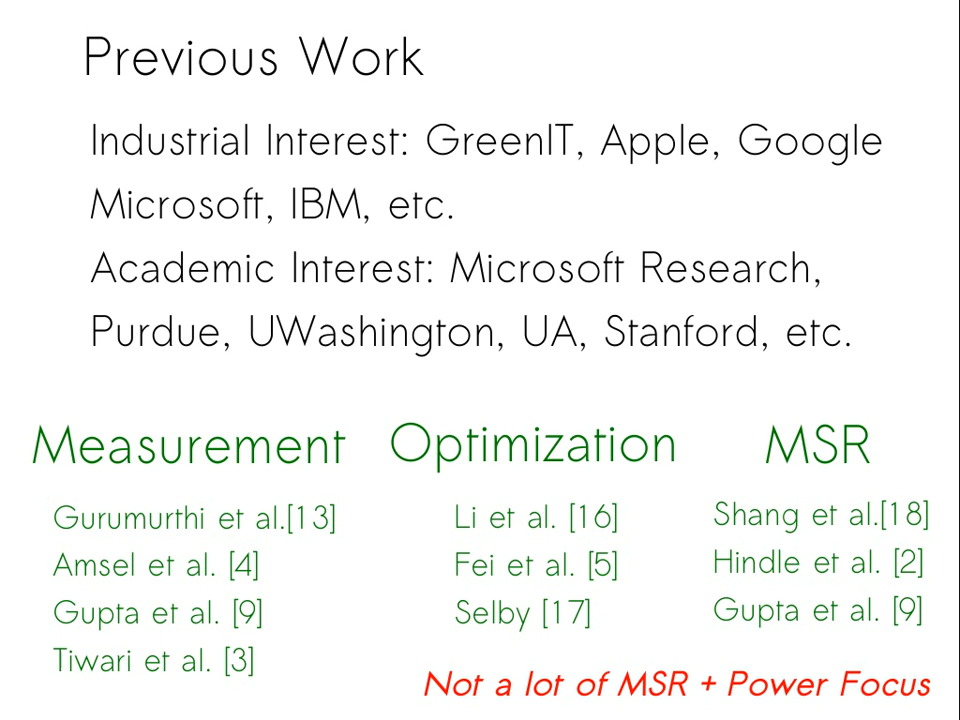 Previous Work
Industrial Interest: GreenIT, Apple, Google
Microsoft, IBM, etc.
Academic Interest: Microsoft Research,
Purdue, UWashington, UA, Stanford, etc.
Measurement
Gurumurthi et al.[13]
Amsel et al. [4]
Gupta et al. [9]
Tiwari et al. [3]
Optimization
Li et al. [16]
Fei et al. [5]
Selby [17]
MSR
Shang et al.[18]
Hindle et al. [2]
Gupta et al. [9]
Not a lot of MSR + Power Focus